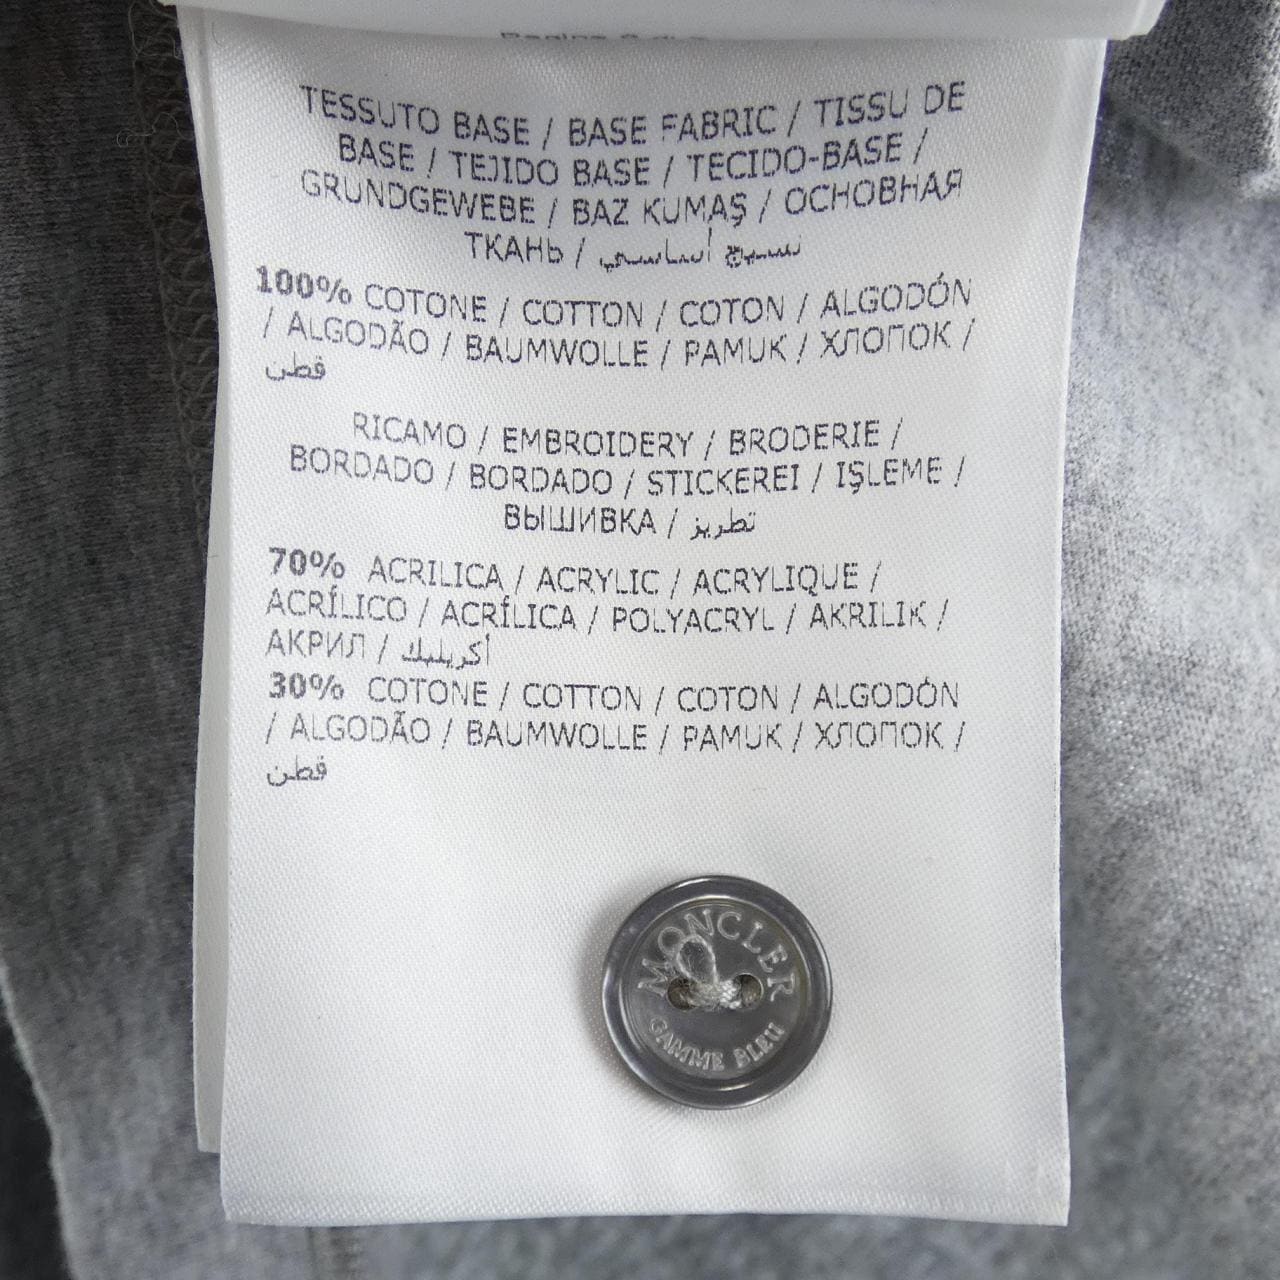 TESSUTO BASE / BASE FABRIC / TISSU DE
BASE / TEJIDO BASE / TECIDO-BASE /
GRUNDGEWEBE / BAZ KUMAŞ / ОСНОВНАЯ
ТКАНЬ / نسيج أساسي
100% COTONE / COTTON / COTON / ALGODÓN
/ ALGODÃO / BAUMWOLLE / PAMUK / ХЛОПОК /
قطن
RICAMO / EMBROIDERY / BRODERIE /
BORDADO / BORDADO / STICKEREI / IŞLEME /
ВЫШИВКА / تطريز
70% ACRILICA / ACRYLIC / ACRYLIQUE /
ACRÍLICO / ACRÍLICA / POLYACRYL / AKRILIK /
АКРИЛ / أكريليك
30% COTONE / COTTON / COTON / ALGODÓN
/ ALGODÃO / BAUMWOLLE / PAMUK / ХЛОПОК /
قطن
MONCLER
GAMME BLEU